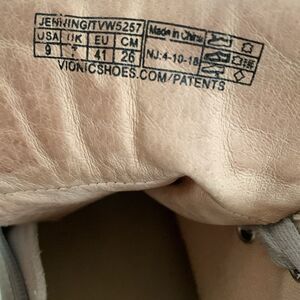 JENNING/TVW5257
USA UK EU CM
9 7 41 26
Made in China
NJ:4-10-18
VIONICSHOES.COM/PATENTS